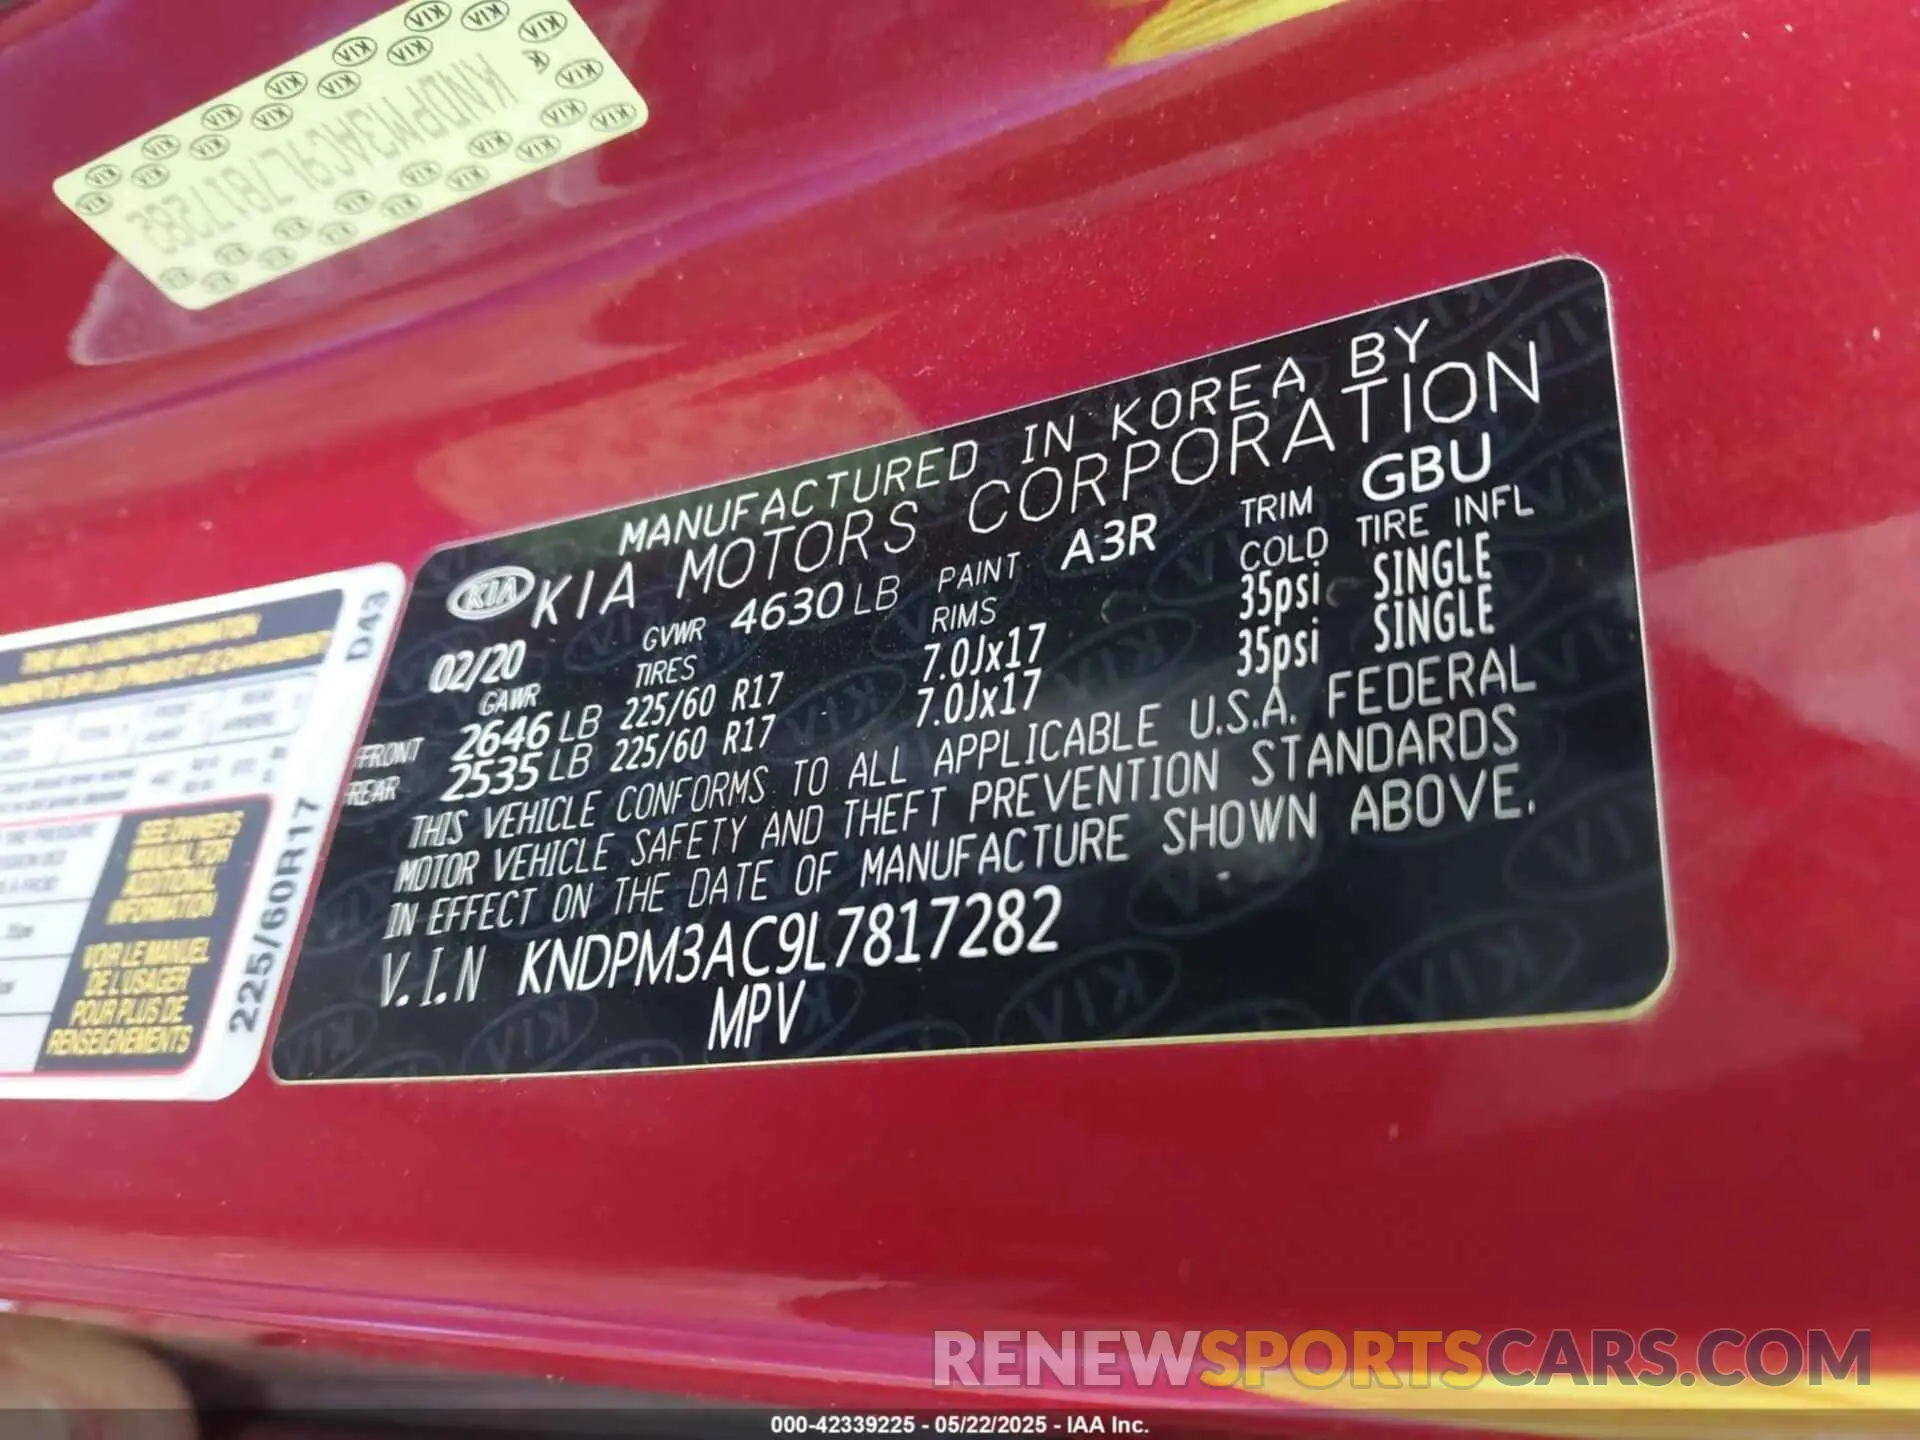 KNDPM3AC9L7817282
MANUFACTURED IN KOREA BY
KIA KIA MOTORS CORPORATION
02/20 GVWR 4630 LB PAINT A3R TRIM GBU
GAWR TIRES RIMS COLD TIRE INFL
FRONT 2646 LB 225/60 R17 7.0Jx17 35psi SINGLE
REAR 2535 LB 225/60 R17 7.0Jx17 35psi SINGLE
THIS VEHICLE CONFORMS TO ALL APPLICABLE U.S.A. FEDERAL
MOTOR VEHICLE SAFETY AND THEFT PREVENTION STANDARDS
IN EFFECT ON THE DATE OF MANUFACTURE SHOWN ABOVE.
V.I.N KNDPM3AC9L7817282
MPV
TIRE AND LOADING INFORMATION
D43
225/60R17
SEE OWNER'S
MANUAL FOR
ADDITIONAL
INFORMATION
VOIR LE MANUEL
DE L'USAGER
POUR PLUS DE
RENSEIGNEMENTS
RENEWSPORTSCARS.COM
000-42339225 - 05/22/2025 - IAA Inc.